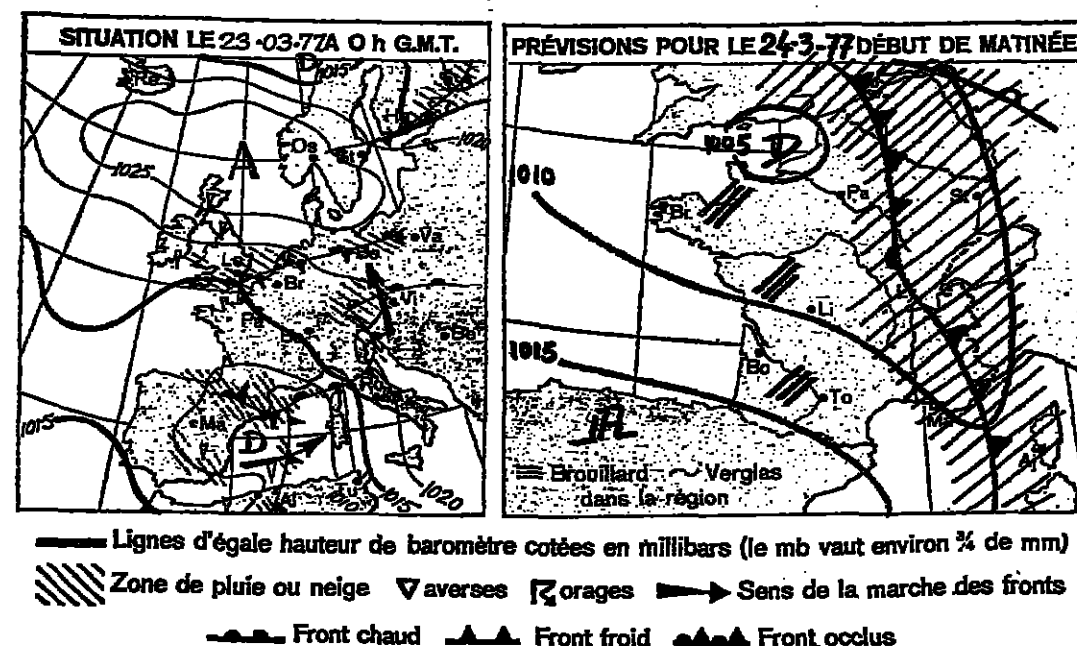 SITUATION LE 23-03-77 A 0 h G.M.T.
D
1015
1020
1025
A
Os
St
Va
Br
Ma
D
1015
1015
1020
PRÉVISIONS POUR LE 24-3-77 DÉBUT DE MATINÉE
1005 D
1010
Br
Pa
St
Li
1015
Bo
To
Ma
Aj
A
Brouillard Verglas
dans la région
Lignes d'égale hauteur de baromètre cotées en millibars (le mb vaut environ ¾ de mm)
Zone de pluie ou neige averses orages Sens de la marche des fronts
Front chaud Front froid Front occlus